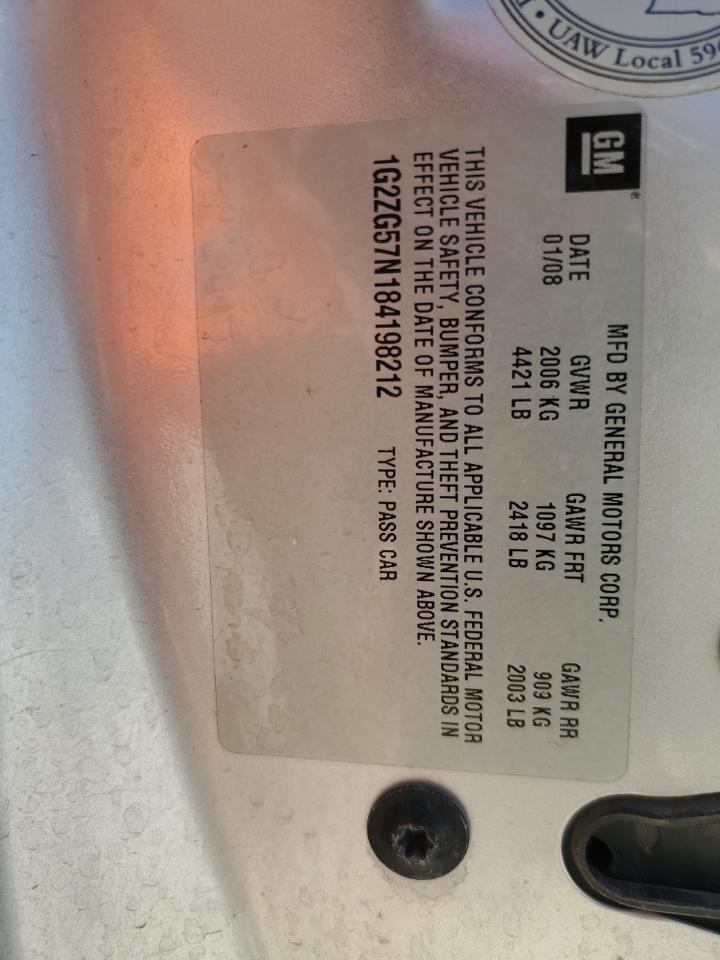 UAW Local 59
GM
®
MFD BY GENERAL MOTORS CORP.
DATE GVWR GAWR FRT GAWR RR
01/08 2006 KG 1097 KG 909 KG
4421 LB 2418 LB 2003 LB
THIS VEHICLE CONFORMS TO ALL APPLICABLE U.S. FEDERAL MOTOR
VEHICLE SAFETY, BUMPER, AND THEFT PREVENTION STANDARDS IN
EFFECT ON THE DATE OF MANUFACTURE SHOWN ABOVE.
1G2ZG57N184198212 TYPE: PASS CAR